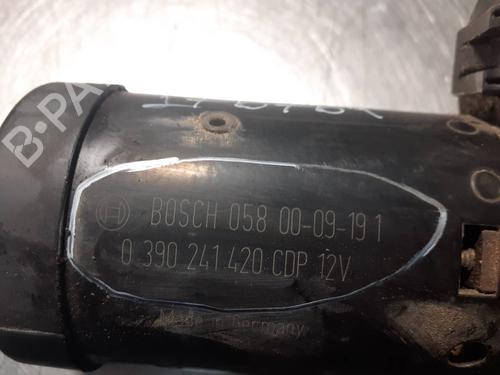 B-PA
BOSCH 058 00-09-19 1
0 390 241 420 CDP 12V
Made in Germany